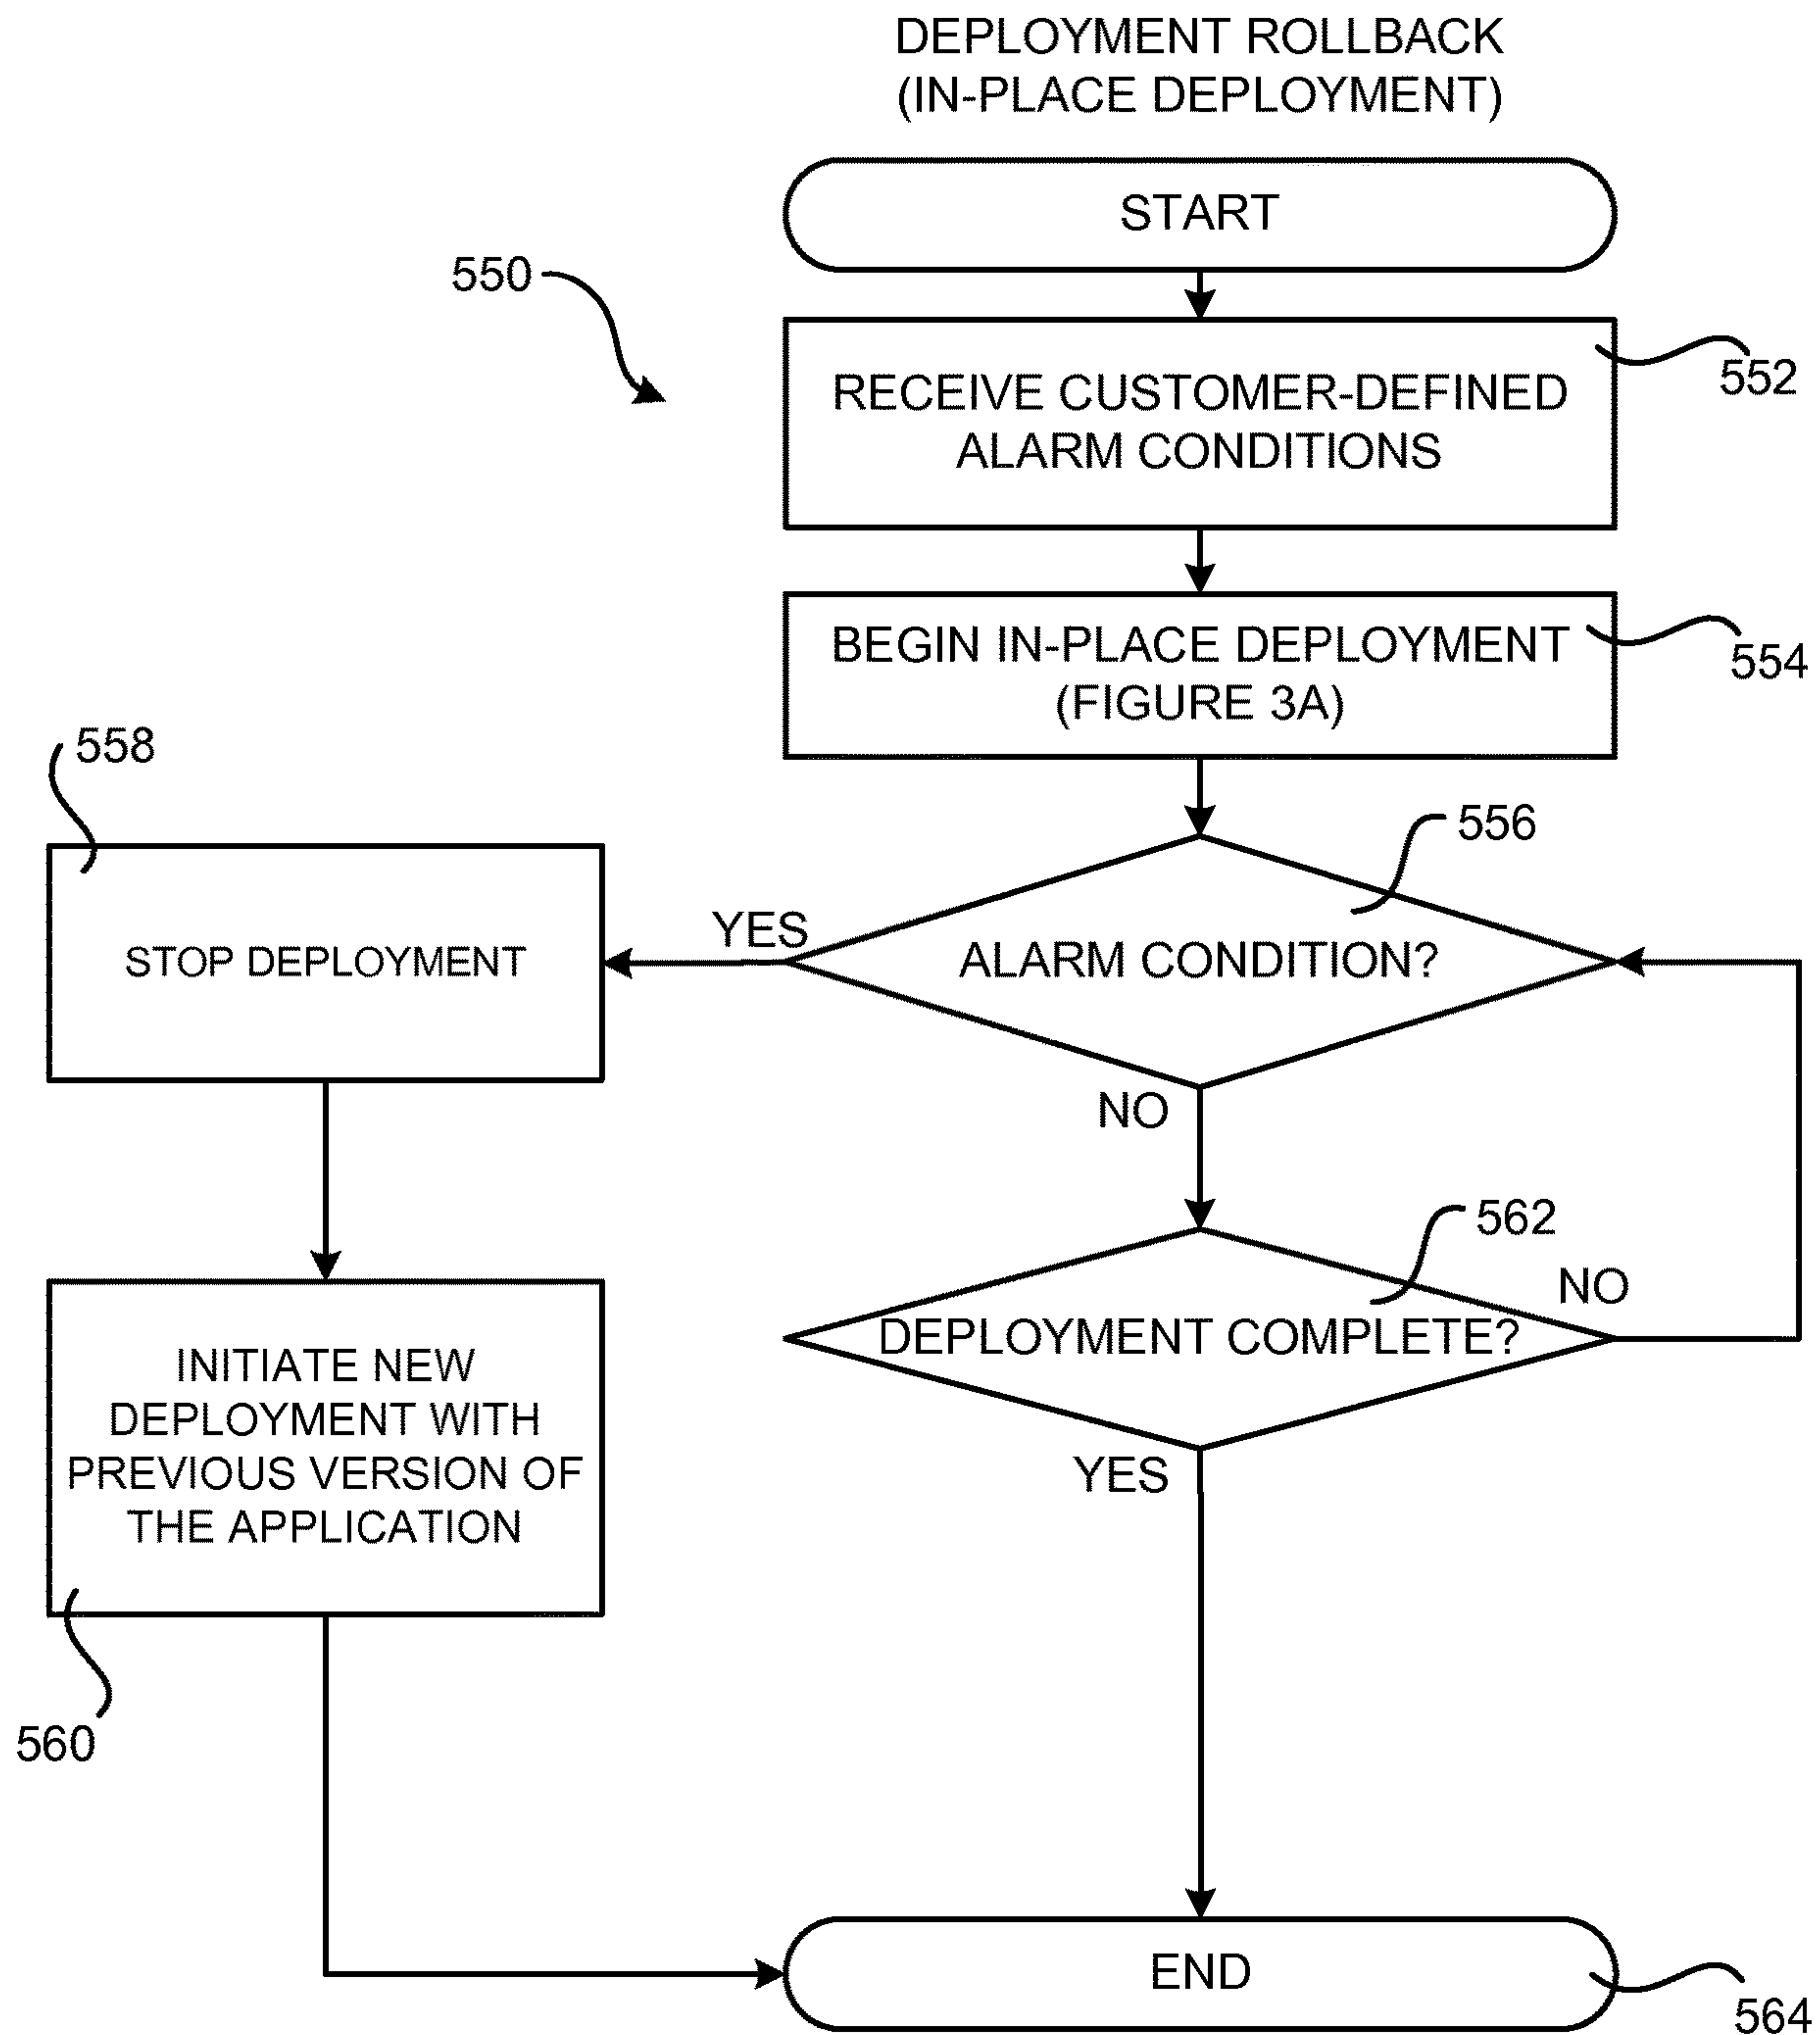 DEPLOYMENT ROLLBACK
(IN-PLACE DEPLOYMENT)
START
550
RECEIVE CUSTOMER-DEFINED
ALARM CONDITIONS
552
BEGIN IN-PLACE DEPLOYMENT
(FIGURE 3A)
554
558
556
STOP DEPLOYMENT
YES
ALARM CONDITION?
NO
562
NO
DEPLOYMENT COMPLETE?
INITIATE NEW
DEPLOYMENT WITH
PREVIOUS VERSION OF
THE APPLICATION
YES
560
END
564